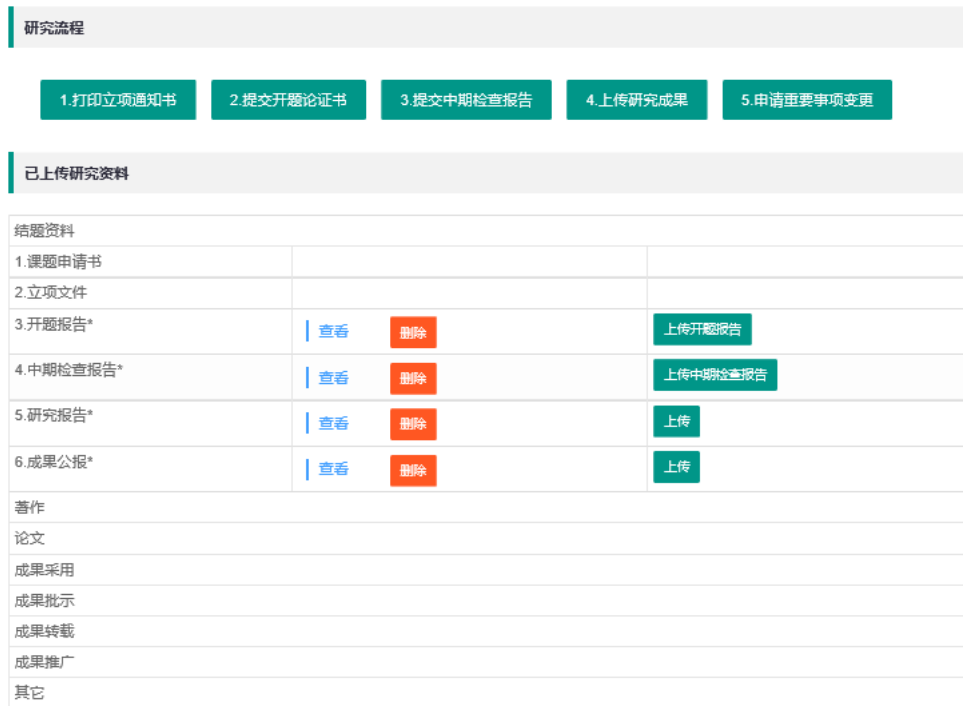 研究流程
1.打印立项通知书 2.提交开题论证书 3.提交中期检查报告 4.上传研究成果 5.申请重要事项变更
已上传研究资料
结题资料
1.课题申请书
2.立项文件
3.开题报告* 查看 删除 上传开题报告
4.中期检查报告* 查看 删除 上传中期检查报告
5.研究报告* 查看 删除 上传
6.成果公报* 查看 删除 上传
著作
论文
成果采用
成果批示
成果转载
成果推广
其它